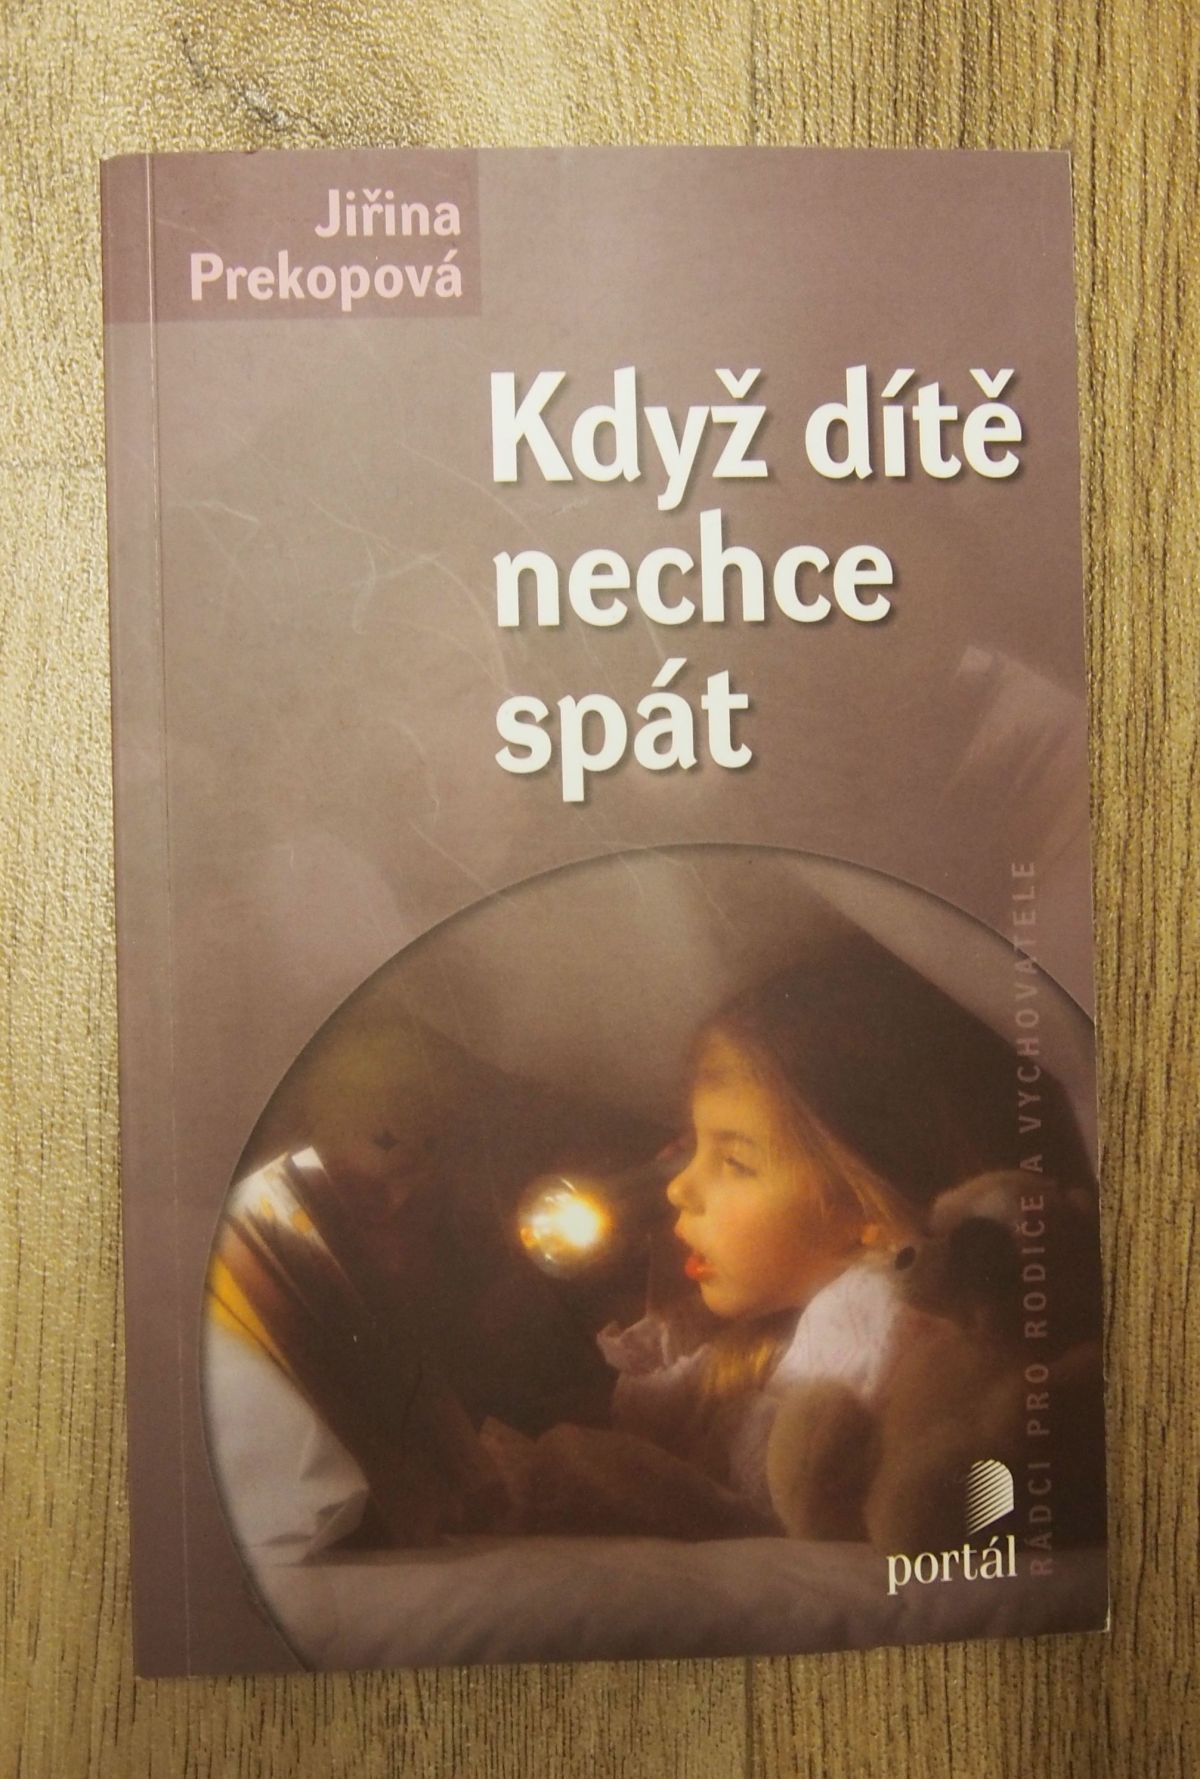 Jiřina
Prekopová
Když dítě
nechce
spát
RÁDCI PRO RODIČE A VYCHOVATELE
portál